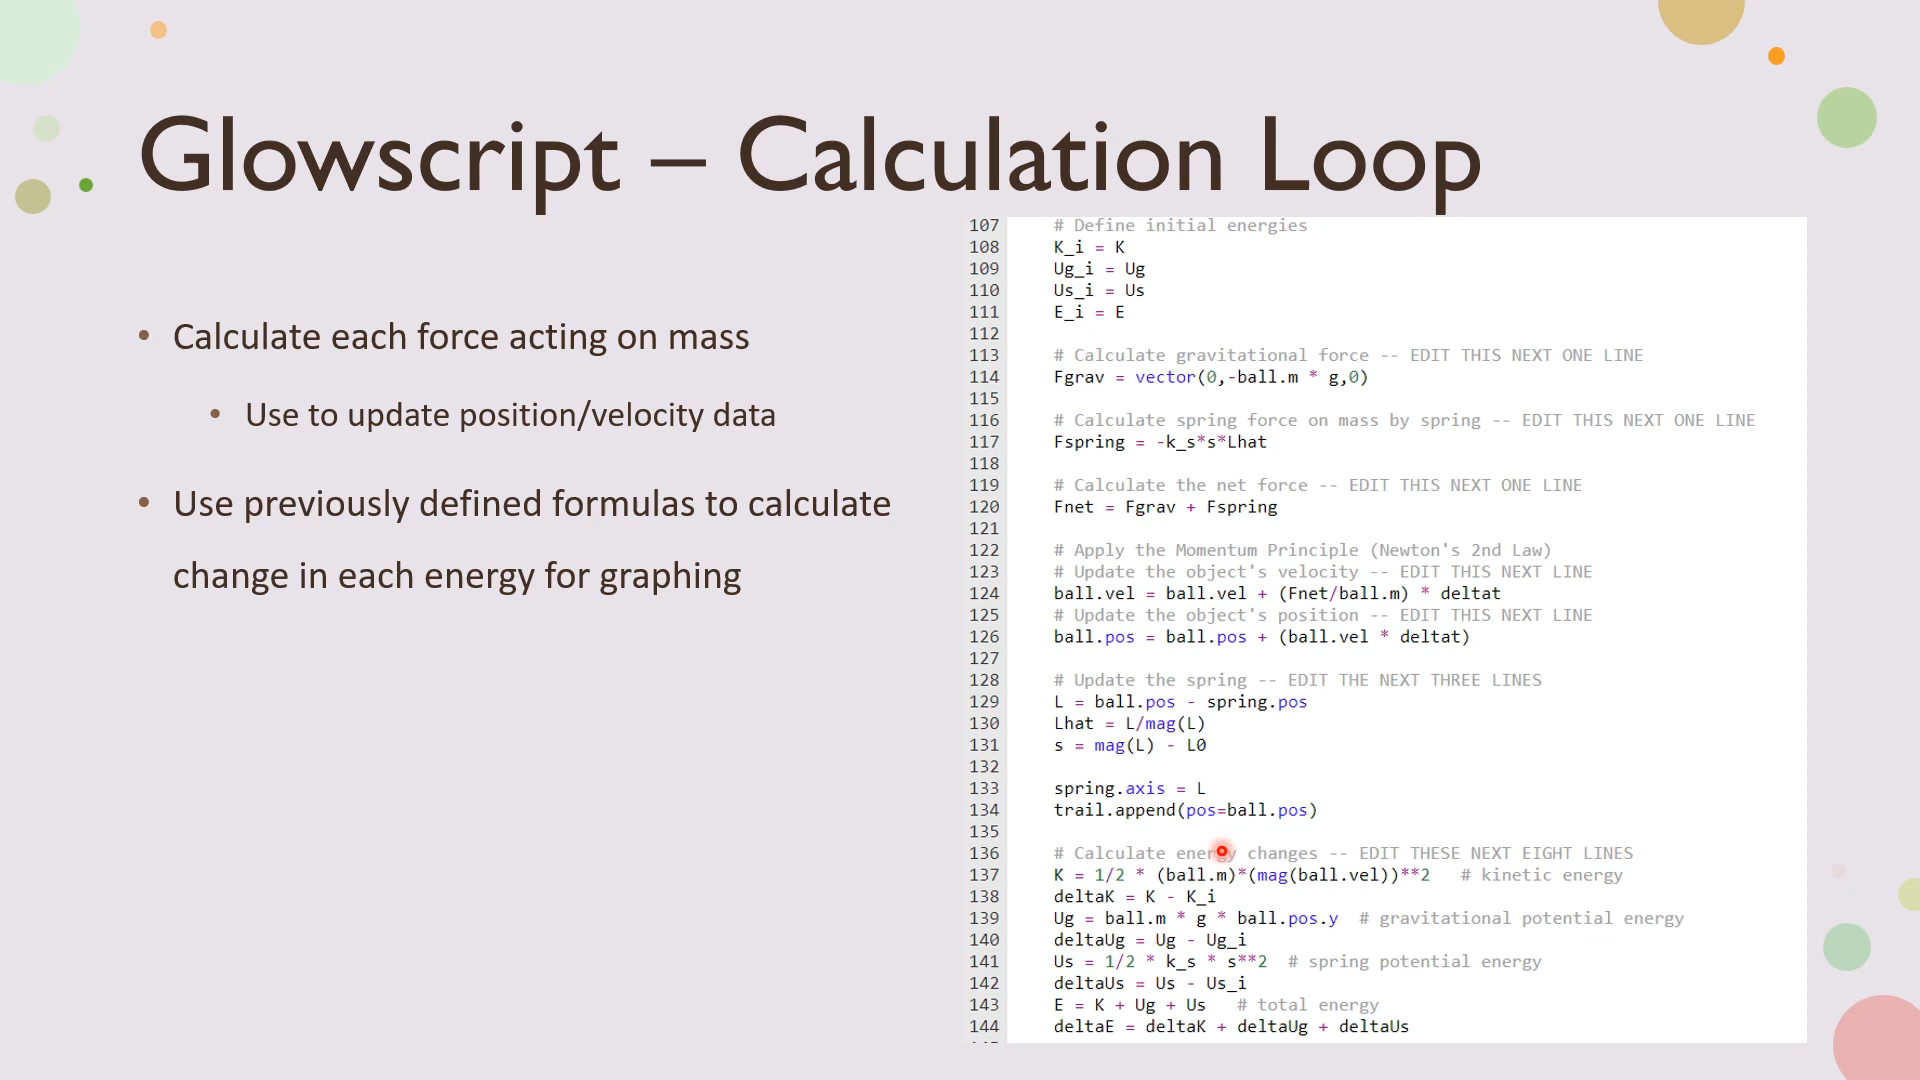 Glowscript – Calculation Loop
• Calculate each force acting on mass
• Use to update position/velocity data
• Use previously defined formulas to calculate
change in each energy for graphing
107 # Define initial energies
108 K_i = K
109 Ug_i = Ug
110 Us_i = Us
111 E_i = E
112
113 # Calculate gravitational force -- EDIT THIS NEXT ONE LINE
114 Fgrav = vector(0,-ball.m * g,0)
115
116 # Calculate spring force on mass by spring -- EDIT THIS NEXT ONE LINE
117 Fspring = -k_s*s*Lhat
118
119 # Calculate the net force -- EDIT THIS NEXT ONE LINE
120 Fnet = Fgrav + Fspring
121
122 # Apply the Momentum Principle (Newton's 2nd Law)
123 # Update the object's velocity -- EDIT THIS NEXT LINE
124 ball.vel = ball.vel + (Fnet/ball.m) * deltat
125 # Update the object's position -- EDIT THIS NEXT LINE
126 ball.pos = ball.pos + (ball.vel * deltat)
127
128 # Update the spring -- EDIT THE NEXT THREE LINES
129 L = ball.pos - spring.pos
130 Lhat = L/mag(L)
131 s = mag(L) - L0
132
133 spring.axis = L
134 trail.append(pos=ball.pos)
135
136 # Calculate energy changes -- EDIT THESE NEXT EIGHT LINES
137 K = 1/2 * (ball.m)*(mag(ball.vel))**2 # kinetic energy
138 deltaK = K - K_i
139 Ug = ball.m * g * ball.pos.y # gravitational potential energy
140 deltaUg = Ug - Ug_i
141 Us = 1/2 * k_s * s**2 # spring potential energy
142 deltaUs = Us - Us_i
143 E = K + Ug + Us # total energy
144 deltaE = deltaK + deltaUg + deltaUs